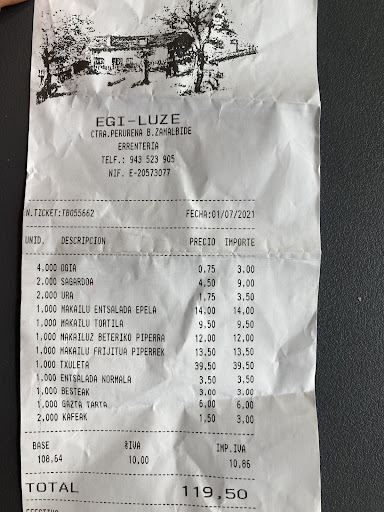 EGI-LUZE
CTRA.PERURENA B.ZAMALBIDE
ERRENTERIA
TELF.: 943 523 905
NIF. E-20573077
N.TICKET:TB055662 FECHA:01/07/2021
UNID. DESCRIPCION PRECIO IMPORTE
4,000 OGIA 0.75 3.00
2,000 SAGARDOA 4,50 9,00
2,000 URA 1,75 3,50
1,000 MAKAILU ENTSALADA EPELA 14,00 14,00
1,000 MAKAILU TORTILA 9,50 9,50
1,000 MAKAILUZ BETERIKO PIPERRA 12,00 12,00
1,000 MAKAILU FRIJITUA PIPERREK 13,50 13,50
1,000 TXULETA 39,50 39,50
1,000 ENTSALADA NORMALA 3,50 3,50
1,000 BESTEAK 3,00 3,00
1,000 GAZTA TARTA 6,00 6,00
2,000 KAFEAK 1,50 3,00
BASE %IVA IMP.IVA
108.64 10,00 10,86
TOTAL 119,50
EFECTIVO